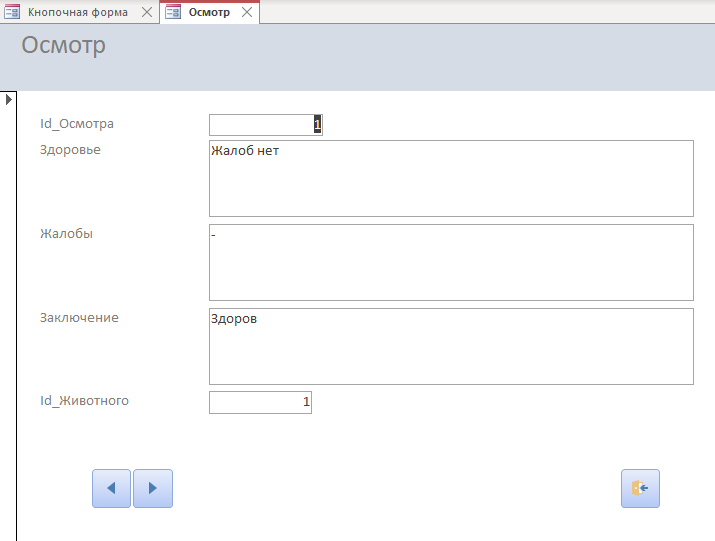 Кнопочная форма
Осмотр
Осмотр
Id_Осмотра 1
Здоровье Жалоб нет
Жалобы -
Заключение Здоров
Id_Животного 1